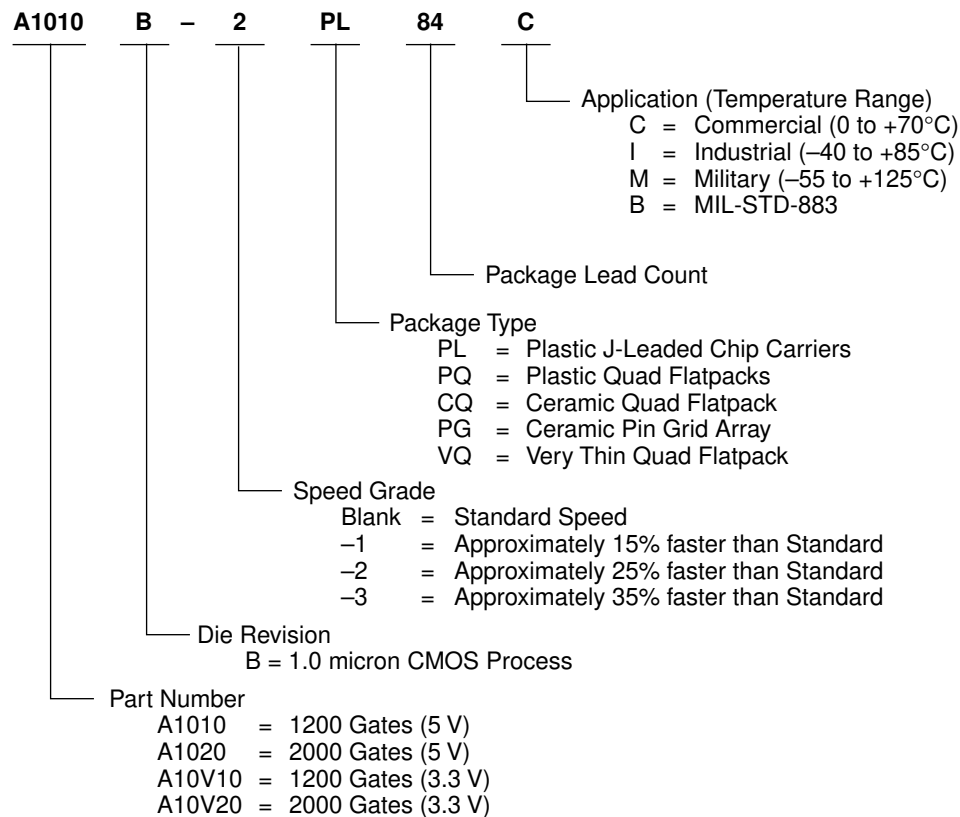 A1010 B – 2 PL 84 C
Application (Temperature Range)
C = Commercial (0 to +70°C)
I = Industrial (–40 to +85°C)
M = Military (–55 to +125°C)
B = MIL-STD-883
Package Lead Count
Package Type
PL = Plastic J-Leaded Chip Carriers
PQ = Plastic Quad Flatpacks
CQ = Ceramic Quad Flatpack
PG = Ceramic Pin Grid Array
VQ = Very Thin Quad Flatpack
Speed Grade
Blank = Standard Speed
–1 = Approximately 15% faster than Standard
–2 = Approximately 25% faster than Standard
–3 = Approximately 35% faster than Standard
Die Revision
B = 1.0 micron CMOS Process
Part Number
A1010 = 1200 Gates (5 V)
A1020 = 2000 Gates (5 V)
A10V10 = 1200 Gates (3.3 V)
A10V20 = 2000 Gates (3.3 V)